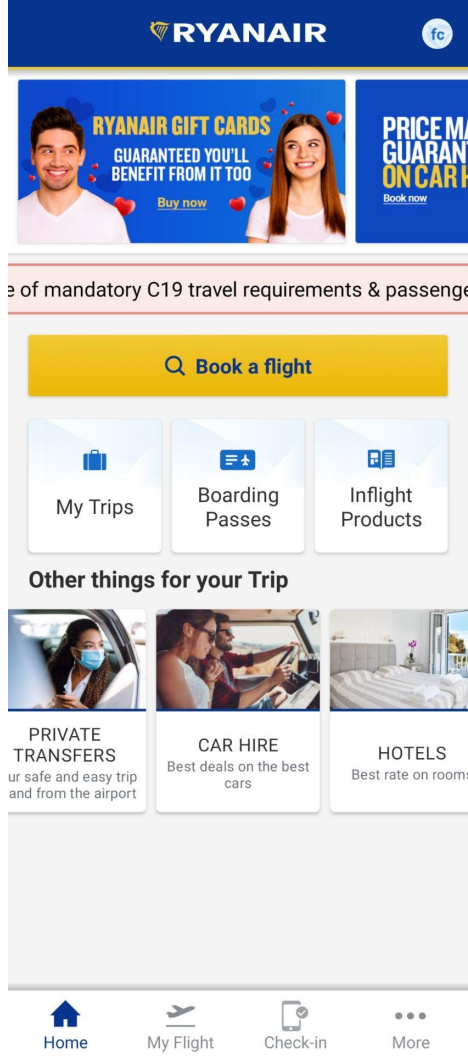 RYANAIR
fc
RYANAIR GIFT CARDS
GUARANTEED YOU'LL
BENEFIT FROM IT TOO
Buy now
PRICE MA
GUARAN
ON CAR H
Book now
e of mandatory C19 travel requirements & passenge
Book a flight
My Trips
Boarding
Passes
Inflight
Products
Other things for your Trip
PRIVATE
TRANSFERS
ur safe and easy trip
and from the airport
CAR HIRE
Best deals on the best
cars
HOTELS
Best rate on rooms
Home
My Flight
Check-in
More